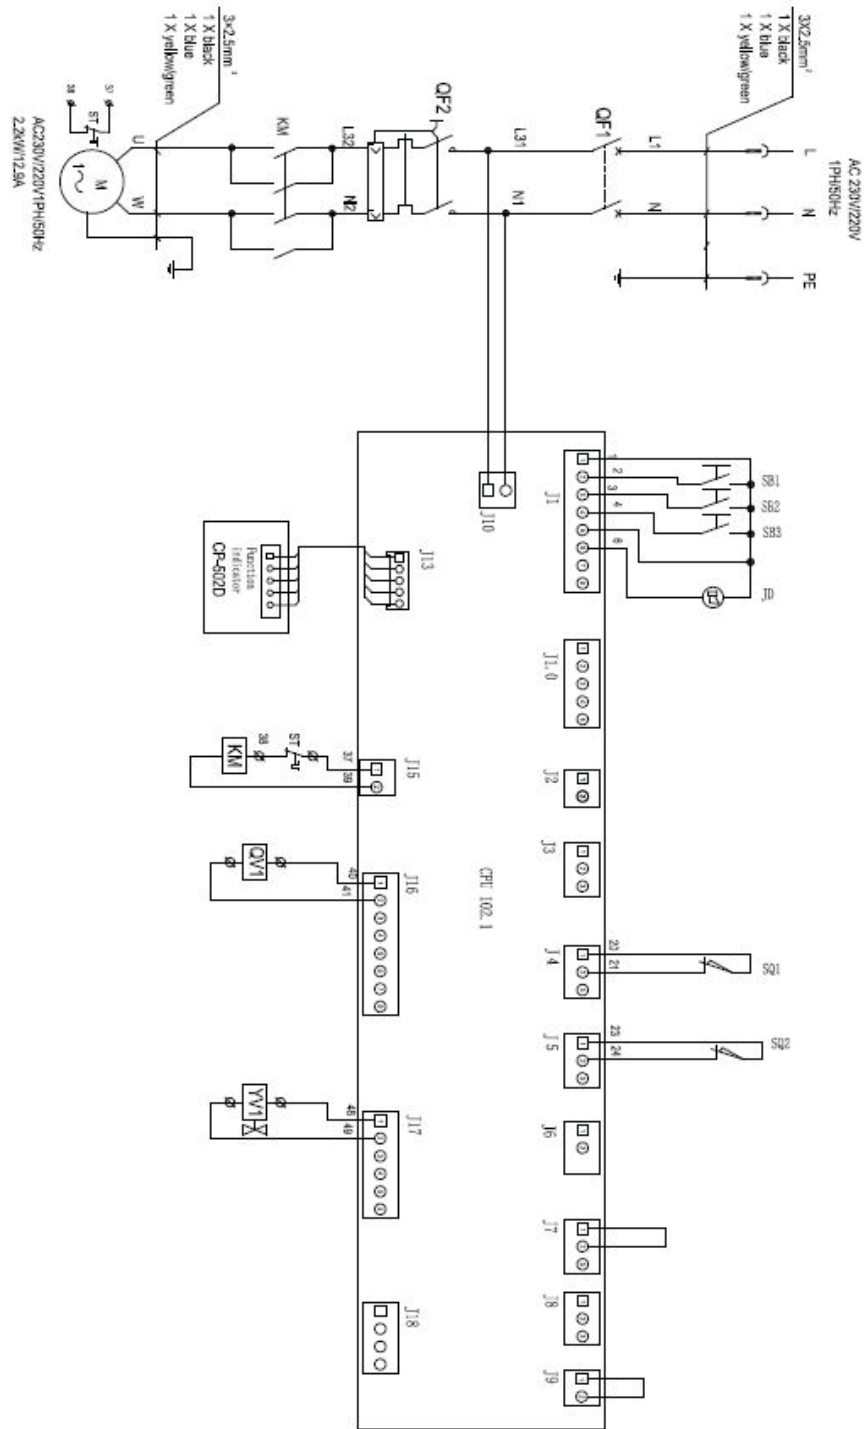 3X2.5mm²
1 X black
1 X blue
1 X yellow/green
AC 230V/220V
1PH/50Hz
L
N
PE
L1
N
QF1
L31
N1
QF2
L32
N2
KM
3×2.5mm²
1 X black
1 X blue
1 X yellow/green
U
W
M
1
37
38
ST
AC230V/220V1PH/50Hz
2.2kW/12.9A
SB1
SB2
SB3
JD
1
2
3
4
6
J1
J10
J13
Function
indicator
CP-502D
J1.0
J2
J3
CPU 102.1
J15
37
39
ST
38
KM
J16
40
41
QV1
J4
20
21
SQ1
J5
23
24
SQ2
J6
J17
48
49
YV1
J7
J8
J18
J9